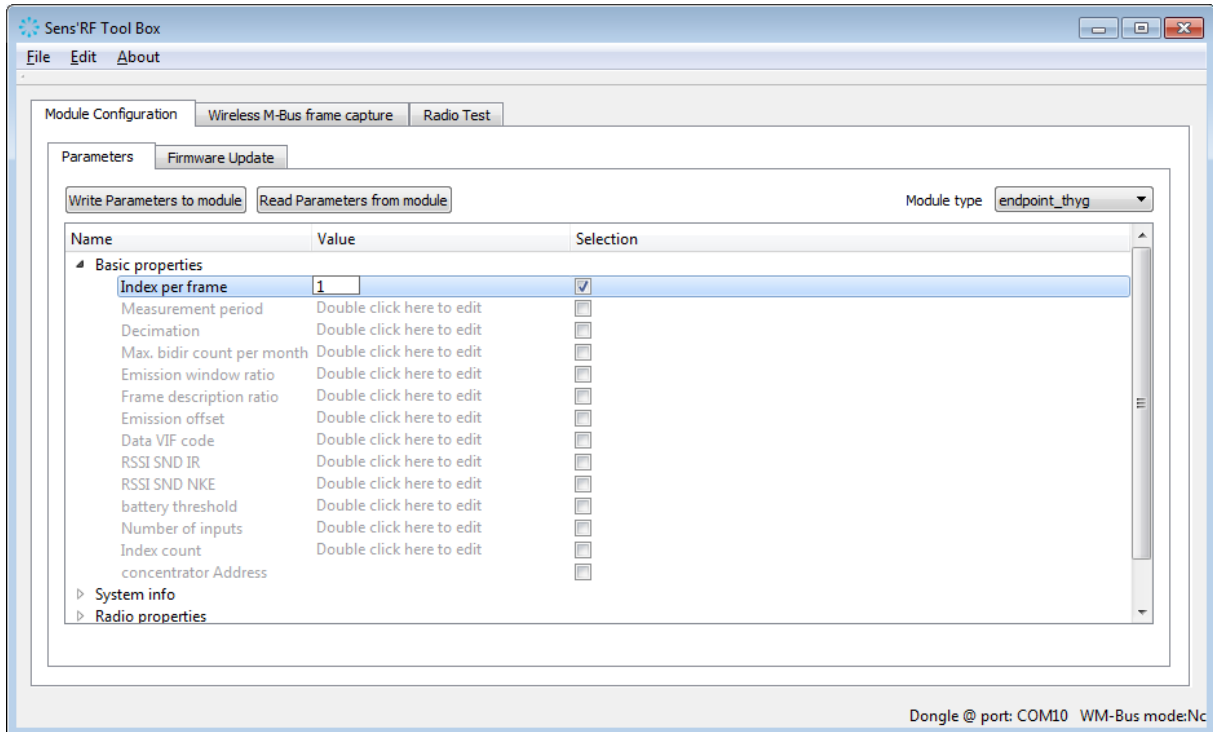 Sens'RF Tool Box
File Edit About
Module Configuration Wireless M-Bus frame capture Radio Test
Parameters Firmware Update
Write Parameters to module Read Parameters from module Module type endpoint_thyg
Name Value Selection
Basic properties
Index per frame 1
Measurement period Double click here to edit
Decimation Double click here to edit
Max. bidir count per month Double click here to edit
Emission window ratio Double click here to edit
Frame description ratio Double click here to edit
Emission offset Double click here to edit
Data VIF code Double click here to edit
RSSI SND IR Double click here to edit
RSSI SND NKE Double click here to edit
battery threshold Double click here to edit
Number of inputs Double click here to edit
Index count Double click here to edit
concentrator Address
System info
Radio properties
Dongle @ port: COM10 WM-Bus mode:Nc